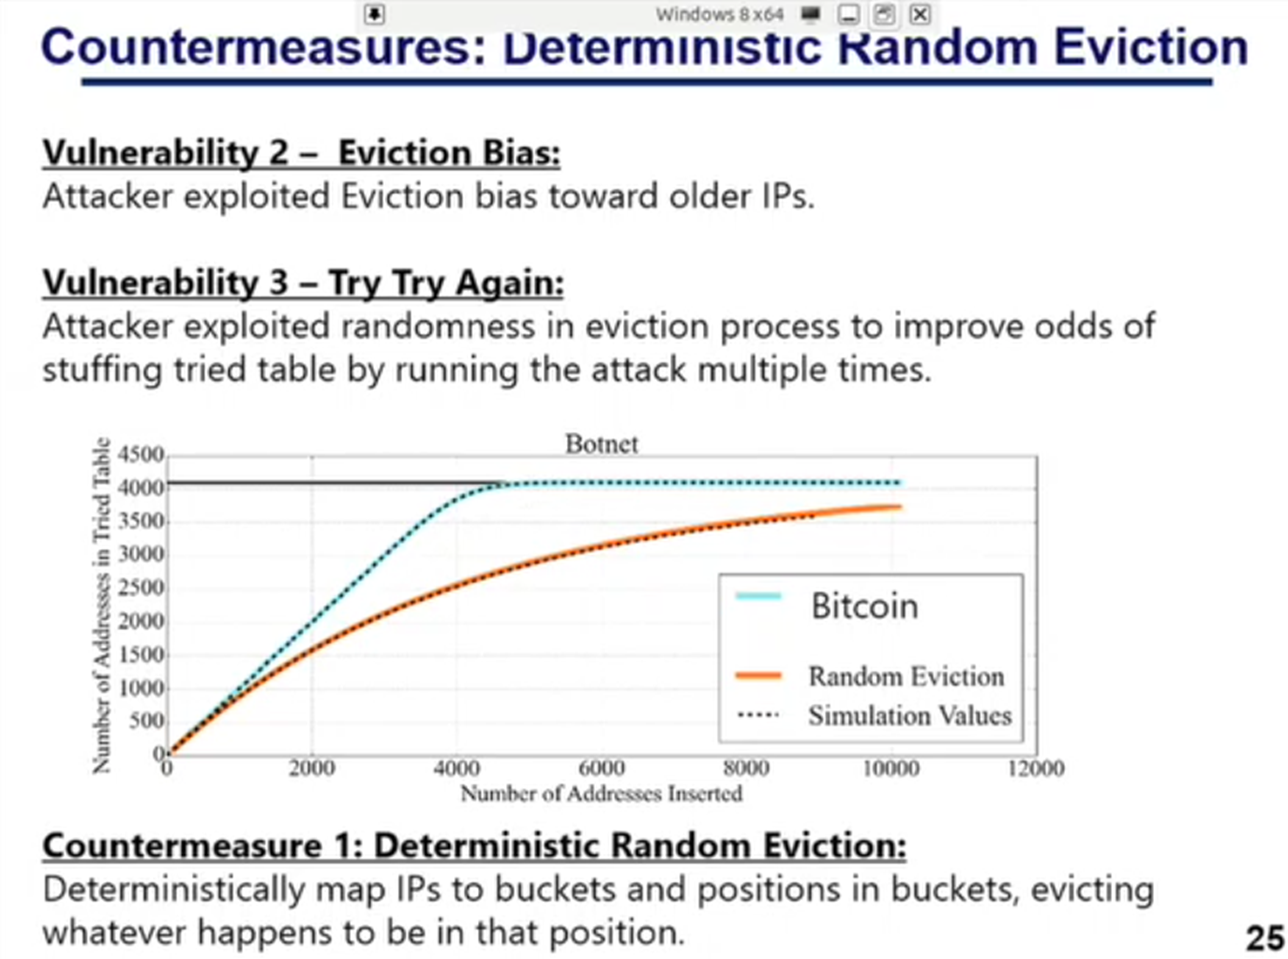 Windows 8 x64
Countermeasures: Deterministic Random Eviction
Vulnerability 2 – Eviction Bias:
Attacker exploited Eviction bias toward older IPs.
Vulnerability 3 – Try Try Again:
Attacker exploited randomness in eviction process to improve odds of
stuffing tried table by running the attack multiple times.
Botnet
Number of Addresses in Tried Table
4500
4000
3500
3000
2500
2000
1500
1000
500
0
0 2000 4000 6000 8000 10000 12000
Number of Addresses Inserted
Bitcoin
Random Eviction
Simulation Values
Countermeasure 1: Deterministic Random Eviction:
Deterministically map IPs to buckets and positions in buckets, evicting
whatever happens to be in that position.
25